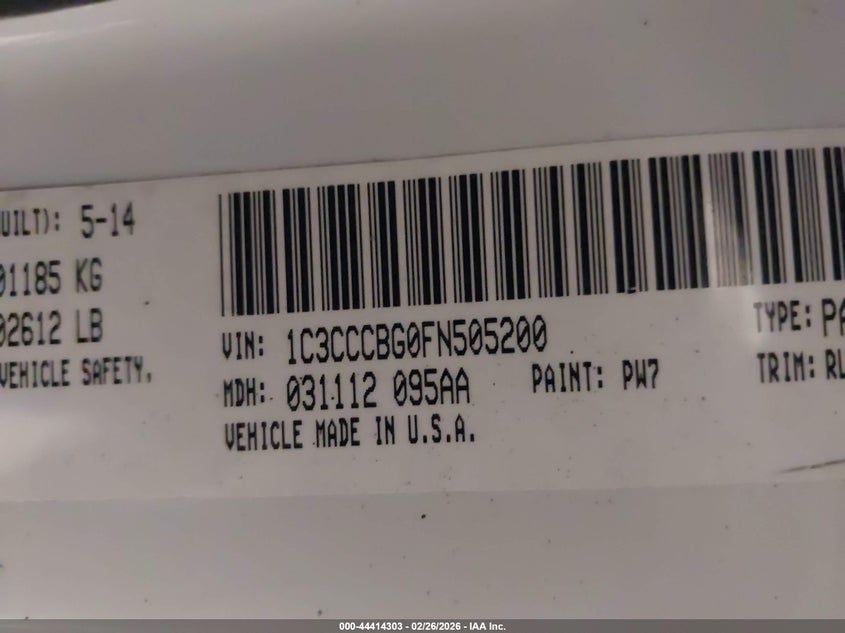 UILT): 5-14
01185 KG
02612 LB
VEHICLE SAFETY,
VIN: 1C3CCCBG0FN505200
MDH: 031112 095AA
PAINT: PW7
VEHICLE MADE IN U.S.A.
TYPE: PA
TRIM: RL
000-44414303 - 02/26/2026 - IAA Inc.